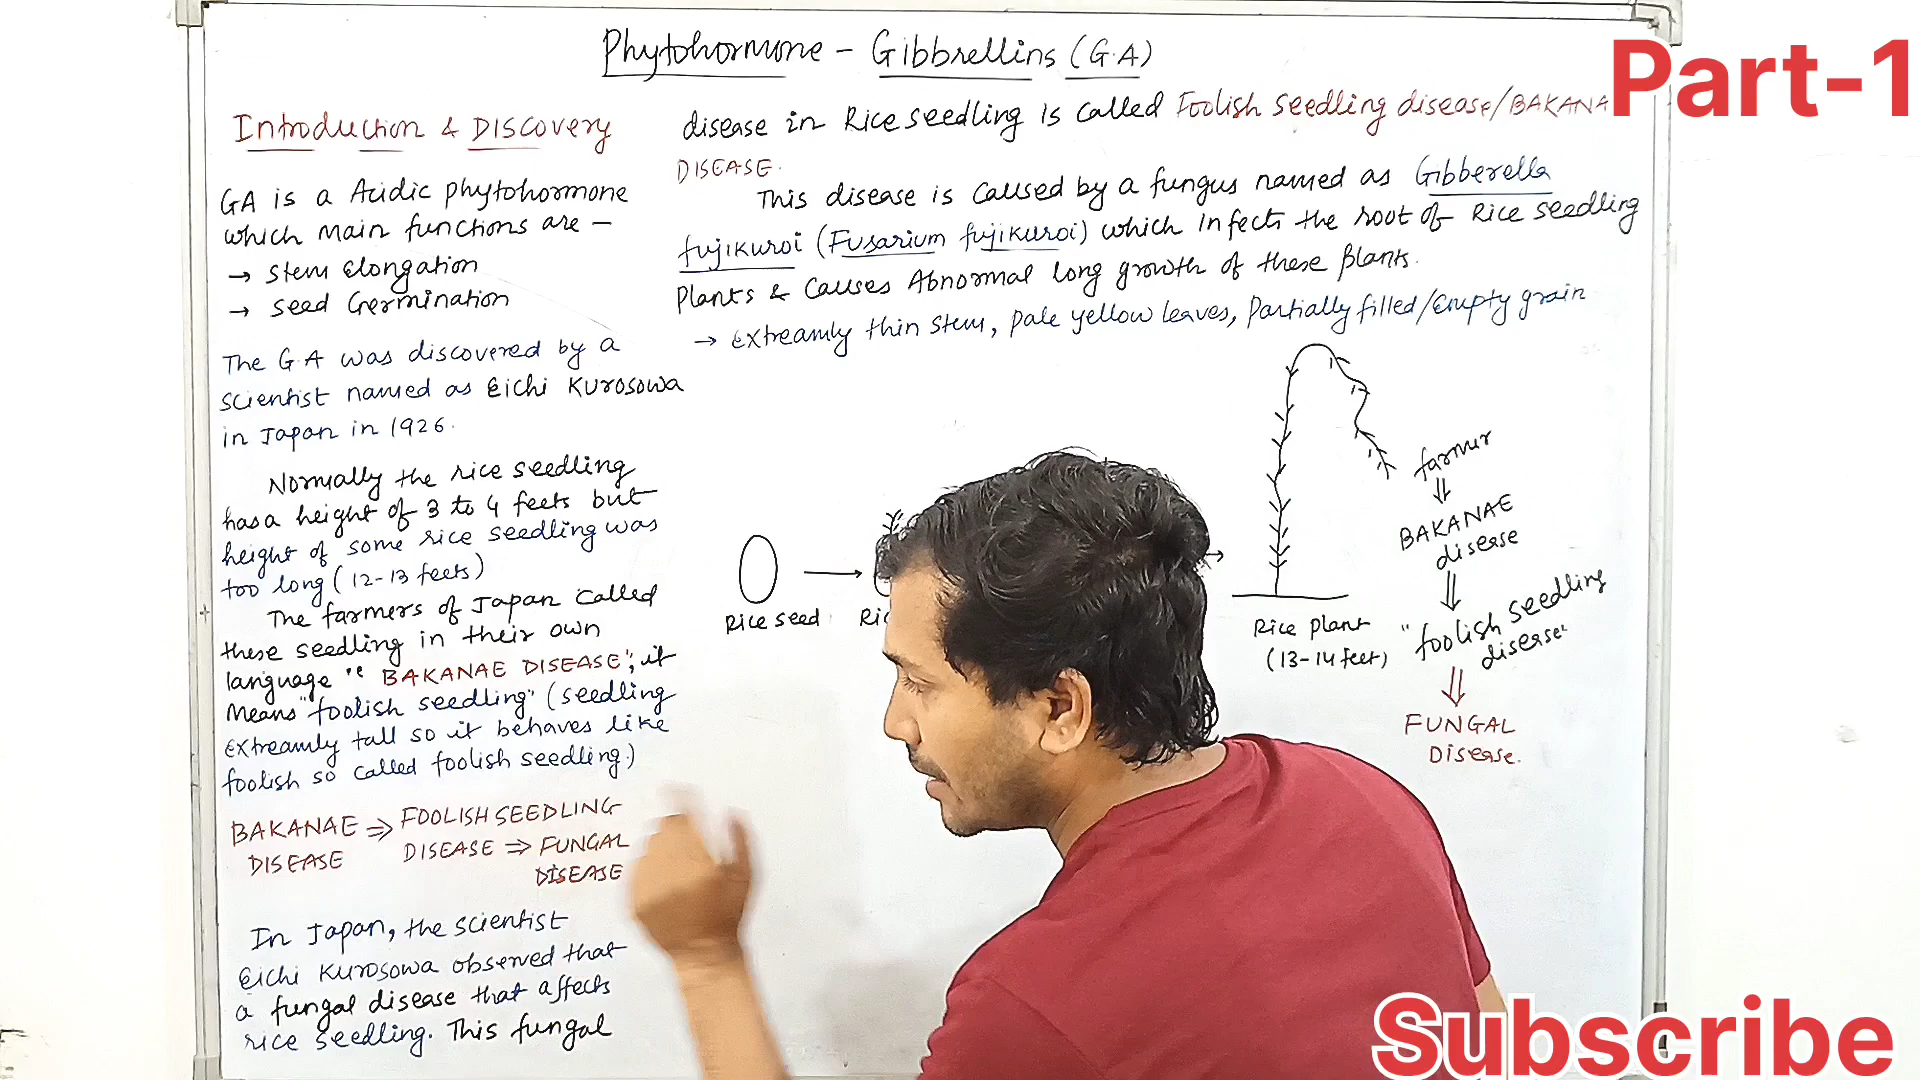 Phytohormone - Gibbrellins (G.A)
Part-1
Introduction & DISCOVERY
GA is a Acidic phytohormone
which main functions are -
→ Stem Elongation
→ Seed Germination
The G.A was discovered by a
scientist named as Eichi Kurosowa
in Japan in 1926.
Normally the rice seedling
has a height of 3 to 4 feets but
height of some rice seedling was
too long (12-13 feets)
The farmers of Japan called
these seedling in their own
language "BAKANAE DISEASE", it
Means "foolish seedling" (seedling
extreamly tall so it behaves like
foolish so called foolish seedling.)
BAKANAE ⇒ FOOLISH SEEDLING
DISEASE DISEASE ⇒ FUNGAL
DISEASE
In Japan, the scientist
Eichi Kurosowa observed that
a fungal disease that affects
rice seedling. This fungal
disease in Rice seedling is called Foolish seedling disease/BAKANA
DISEASE.
This disease is caused by a fungus named as Gibberella
fujikuroi (Fusarium fujikuroi) which infects the root of Rice seedling
Plants & Causes Abnormal long growth of these plants.
→ extreamly thin stem, pale yellow leaves, Partially filled/empty grain
Rice seed
Ric
Rice plant
(13-14 feet)
farmer
⇓
BAKANAE
disease
⇓
"foolish seedling
disease"
⇓
FUNGAL
Disease.
Subscribe